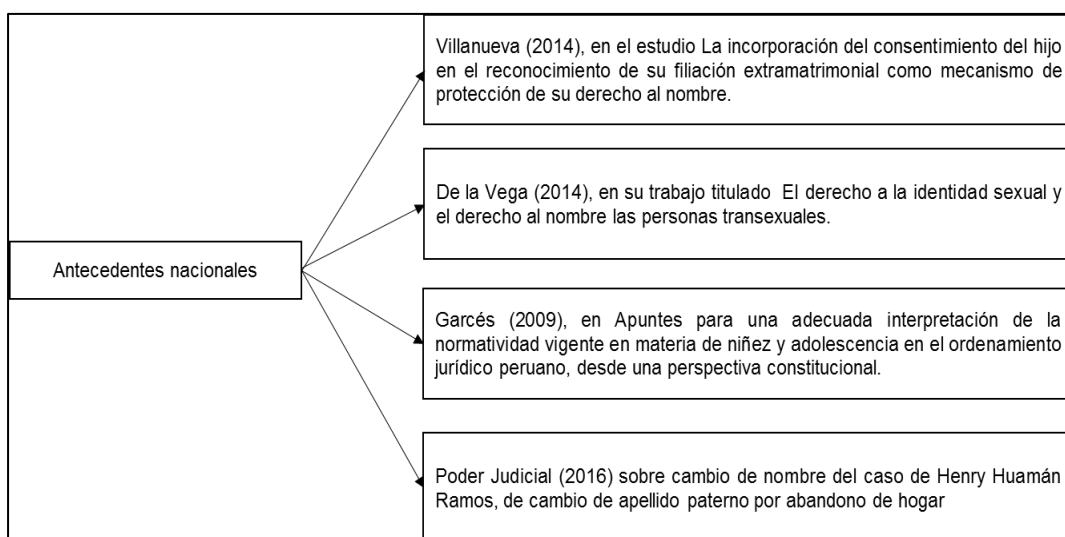 Villanueva (2014), en el estudio La incorporación del consentimiento del hijo
en el reconocimiento de su filiación extramatrimonial como mecanismo de
protección de su derecho al nombre.
De la Vega (2014), en su trabajo titulado El derecho a la identidad sexual y
el derecho al nombre las personas transexuales.
Antecedentes nacionales
Garcés (2009), en Apuntes para una adecuada interpretación de la
normatividad vigente en materia de niñez y adolescencia en el ordenamiento
jurídico peruano, desde una perspectiva constitucional.
Poder Judicial (2016) sobre cambio de nombre del caso de Henry Huamán
Ramos, de cambio de apellido paterno por abandono de hogar